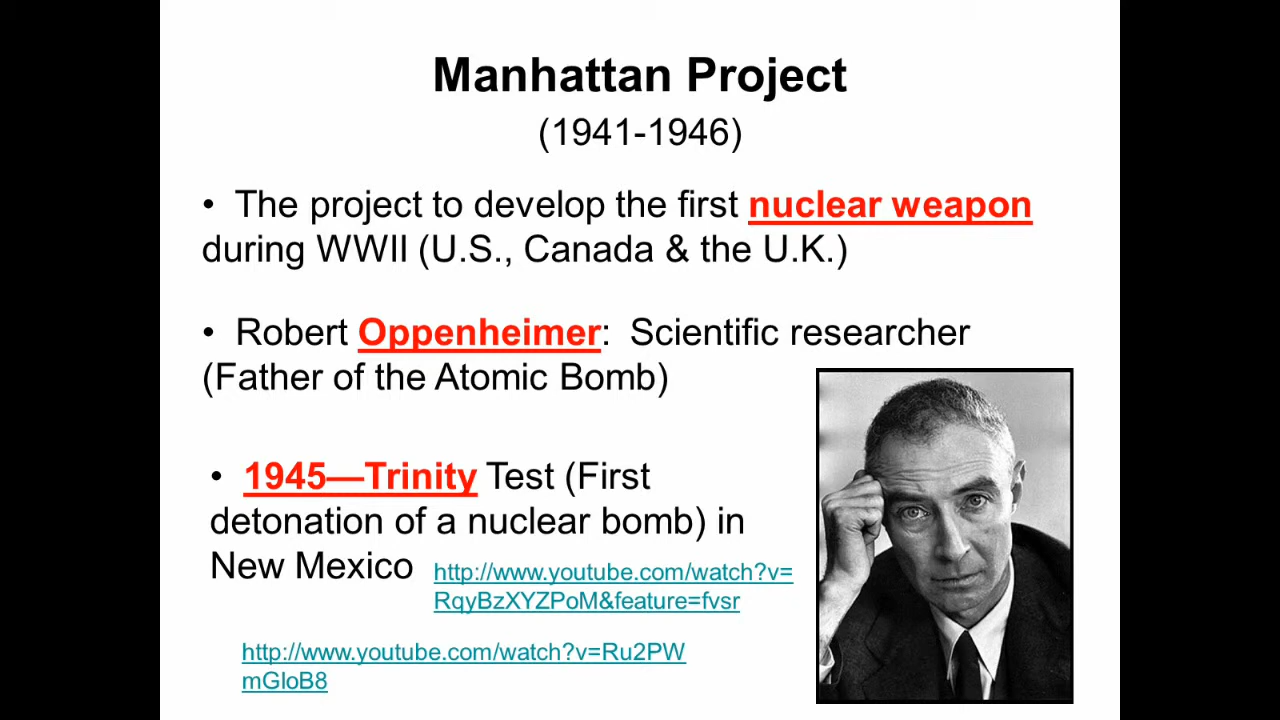 Manhattan Project
(1941-1946)
• The project to develop the first nuclear weapon
during WWII (U.S., Canada & the U.K.)
• Robert Oppenheimer: Scientific researcher
(Father of the Atomic Bomb)
• 1945—Trinity Test (First
detonation of a nuclear bomb) in
New Mexico
http://www.youtube.com/watch?v=
RqyBzXYZPoM&feature=fvsr
http://www.youtube.com/watch?v=Ru2PW
mGIoB8